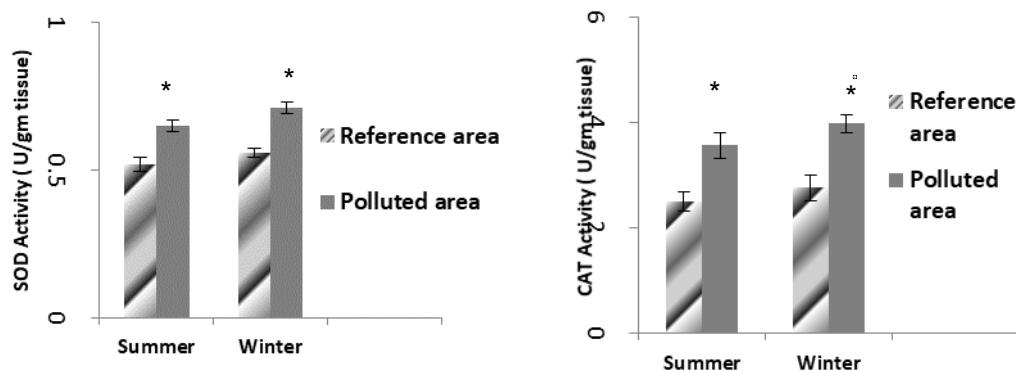 1
0.5
0
SOD Activity ( U/gm tissue)
*
*
Reference area
Polluted area
Summer
Winter
6
4
2
0
CAT Activity ( U/gm tissue)
*
*
Reference
area
Polluted
area
Summer
Winter